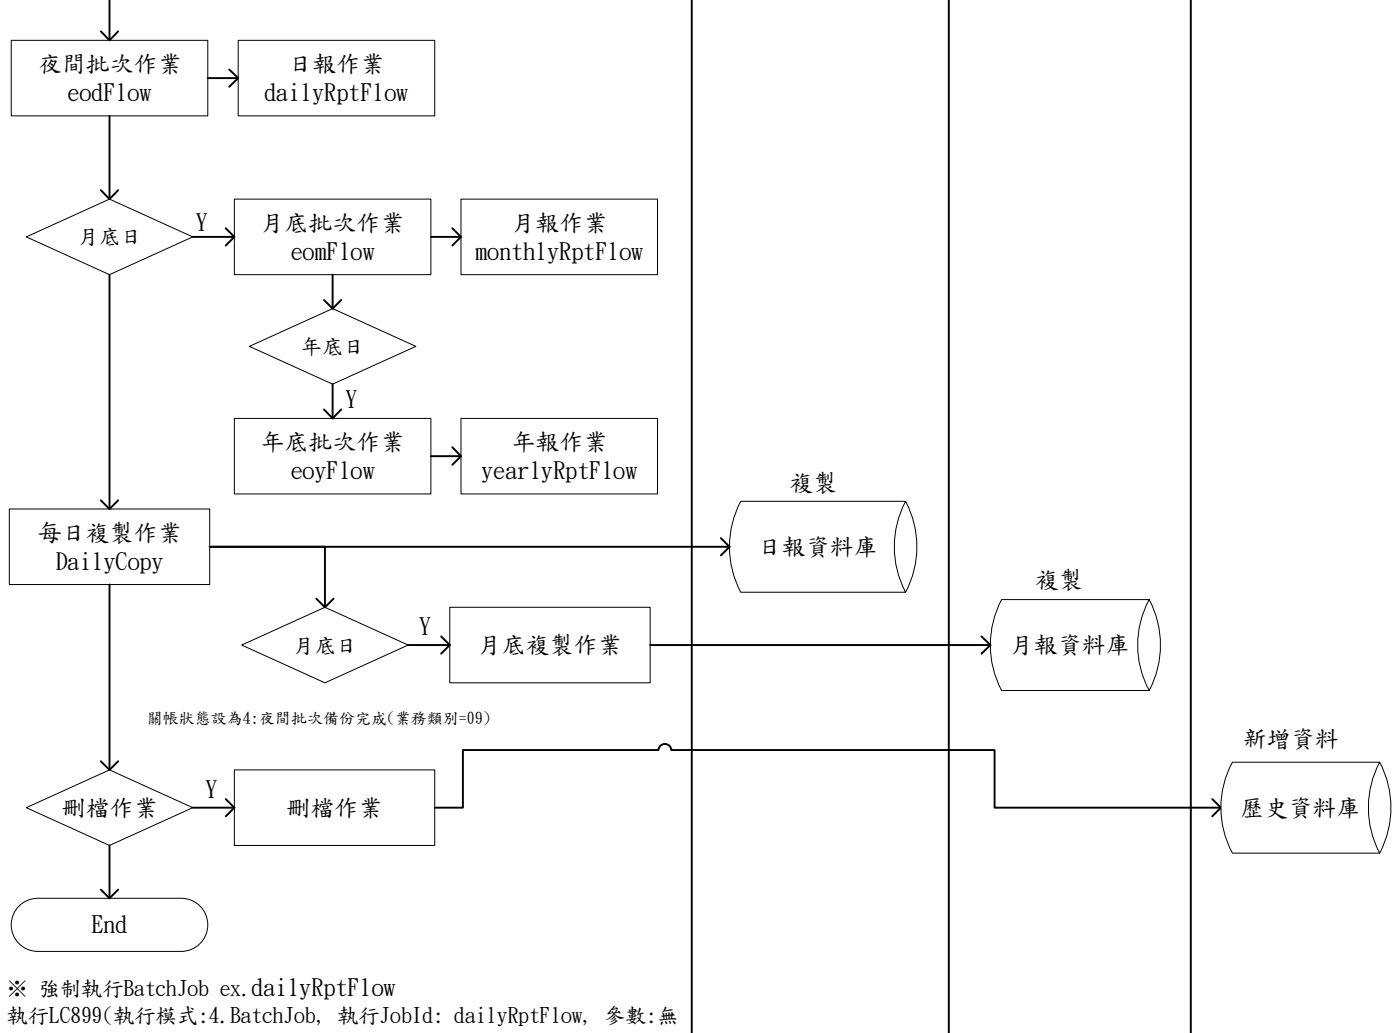 夜間批次作業
eodFlow
日報作業
dailyRptFlow
月底日
Y
月底批次作業
eomFlow
月報作業
monthlyRptFlow
年底日
Y
年底批次作業
eoyFlow
年報作業
yearlyRptFlow
每日複製作業
DailyCopy
複製
日報資料庫
月底日
Y
月底複製作業
複製
月報資料庫
關帳狀態設為4:夜間批次備份完成(業務類別=09)
刪檔作業
Y
刪檔作業
新增資料
歷史資料庫
End
※ 強制執行BatchJob ex.dailyRptFlow
執行LC899(執行模式:4.BatchJob, 執行JobId: dailyRptFlow, 參數:無